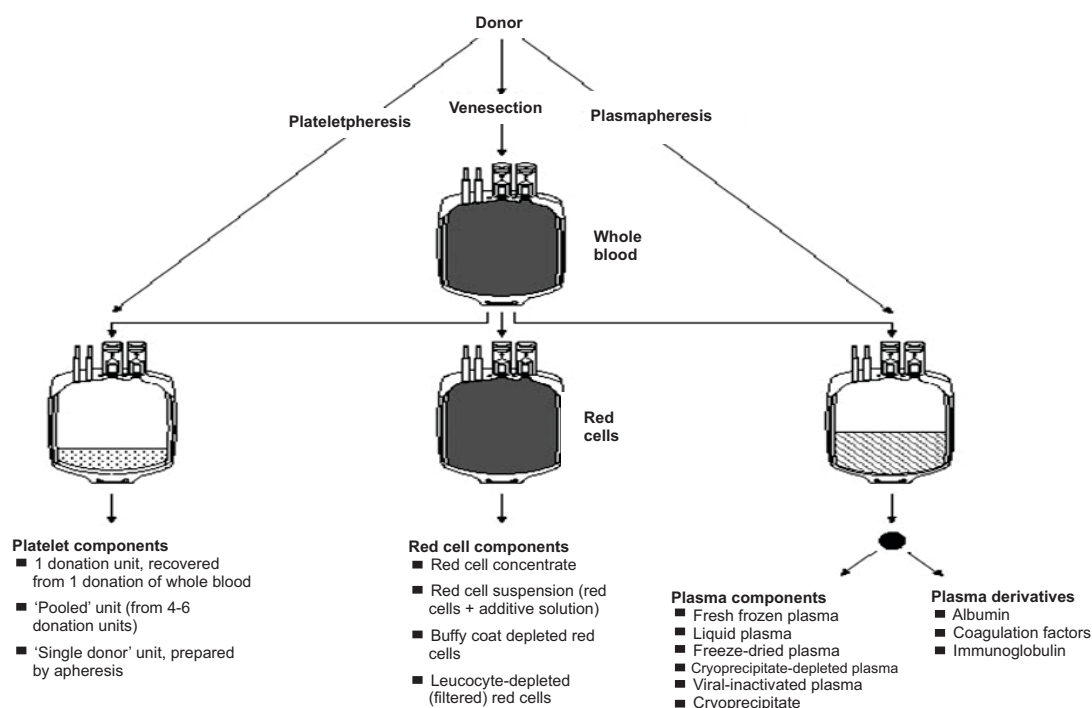 Donor
Venesection
Plateletpheresis
Plasmapheresis
Whole
blood
Red
cells
Platelet components
■ 1 donation unit, recovered
from 1 donation of whole blood
■ ‘Pooled’ unit (from 4-6
donation units)
■ ‘Single donor’ unit, prepared
by apheresis
Red cell components
■ Red cell concentrate
■ Red cell suspension (red
cells + additive solution)
■ Buffy coat depleted red
cells
■ Leucocyte-depleted
(filtered) red cells
Plasma components
■ Fresh frozen plasma
■ Liquid plasma
■ Freeze-dried plasma
■ Cryoprecipitate-depleted plasma
■ Viral-inactivated plasma
■ Cryoprecipitate
Plasma derivatives
■ Albumin
■ Coagulation factors
■ Immunoglobulin